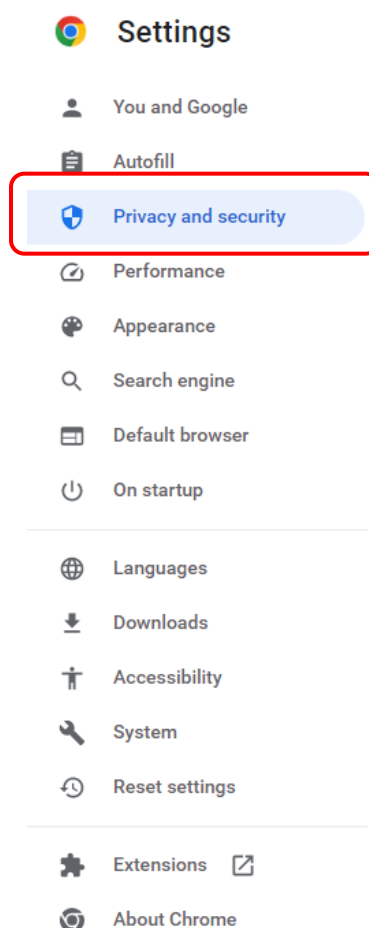 Settings
You and Google
Autofill
Privacy and security
Performance
Appearance
Search engine
Default browser
On startup
Languages
Downloads
Accessibility
System
Reset settings
Extensions
About Chrome